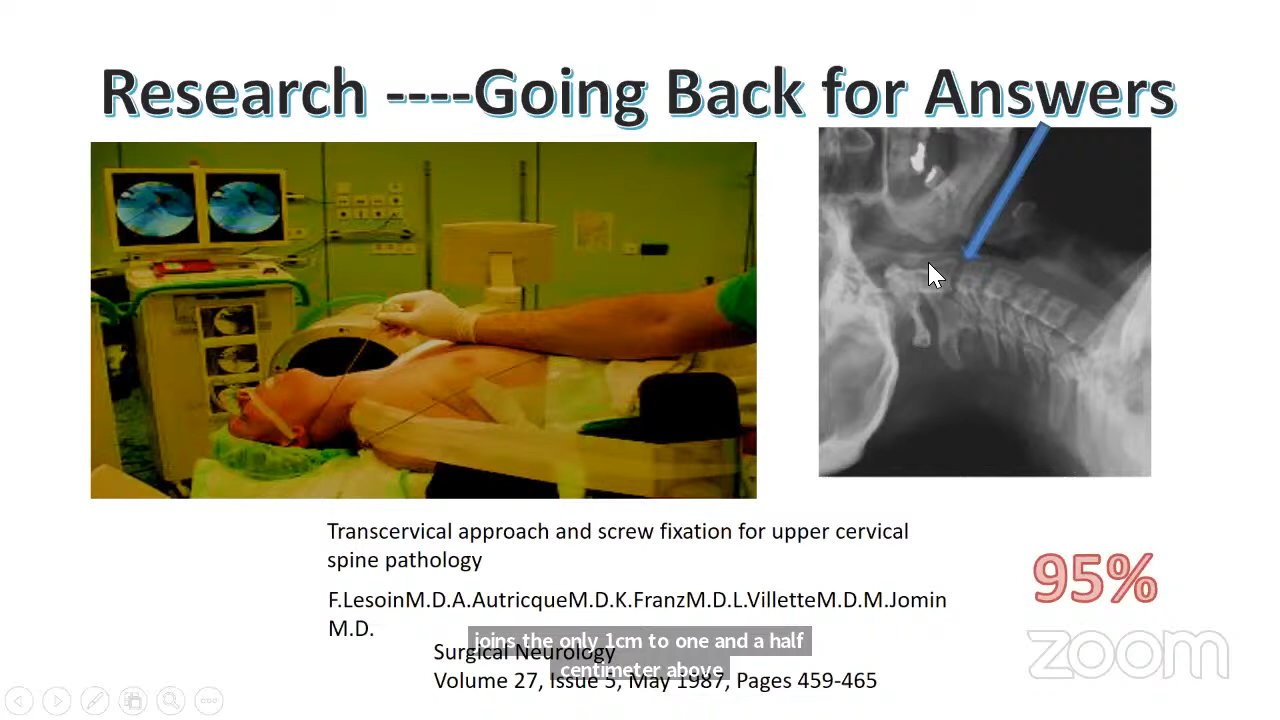 Research ----Going Back for Answers
Transcervical approach and screw fixation for upper cervical
spine pathology
F.LesoinM.D.A.AutricqueM.D.K.FranzM.D.L.VilletteM.D.M.Jomin
M.D.
95%
joins the only 1cm to one and a half
centimeter above
Surgical Neurology
Volume 27, Issue 5, May 1987, Pages 459-465
zoom